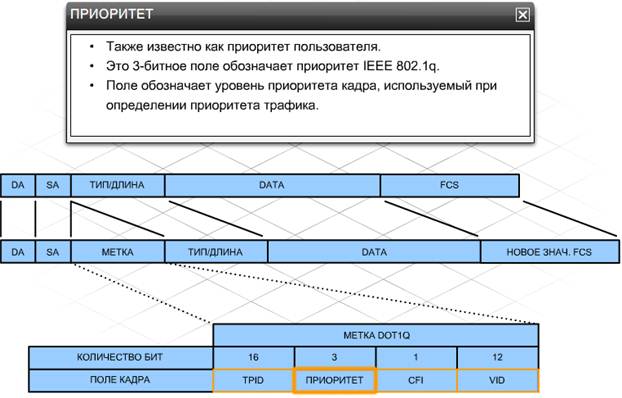 ПРИОРИТЕТ
• Также известно как приоритет пользователя.
• Это 3-битное поле обозначает приоритет IEEE 802.1q.
• Поле обозначает уровень приоритета кадра, используемый при
определении приоритета трафика.
DA SA ТИП/ДЛИНА DATA FCS
DA SA МЕТКА ТИП/ДЛИНА DATA НОВОЕ ЗНАЧ. FCS
МЕТКА DOT1Q
КОЛИЧЕСТВО БИТ 16 3 1 12
ПОЛЕ КАДРА TPID ПРИОРИТЕТ CFI VID